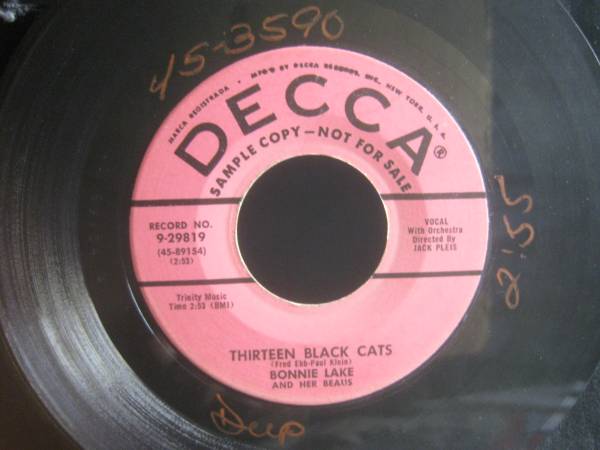 45-3590
MARCA REGISTRADA • MFG'D BY DECCA RECORDS, INC., NEW YORK, U.S.A.
DECCA®
SAMPLE COPY—NOT FOR SALE
RECORD NO.
9-29819
(45-89154)
(2:53)
VOCAL
With Orchestra
Directed By
JACK PLEIS
2:55
Trinity Music
Time 2:53 (BMI)
THIRTEEN BLACK CATS
(Fred Ebb-Paul Klein)
BONNIE LAKE
AND HER BEAUS
Dup